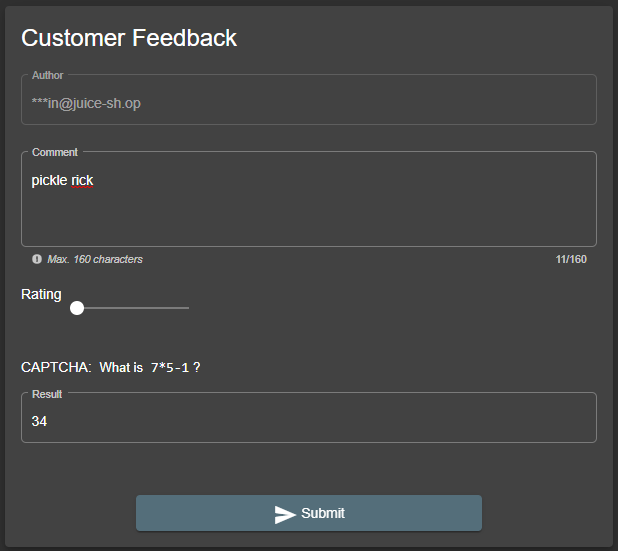 Customer Feedback
Author
***in@juice-sh.op
Comment
pickle rick
Max. 160 characters 11/160
Rating
CAPTCHA: What is 7*5-1 ?
Result
34
Submit